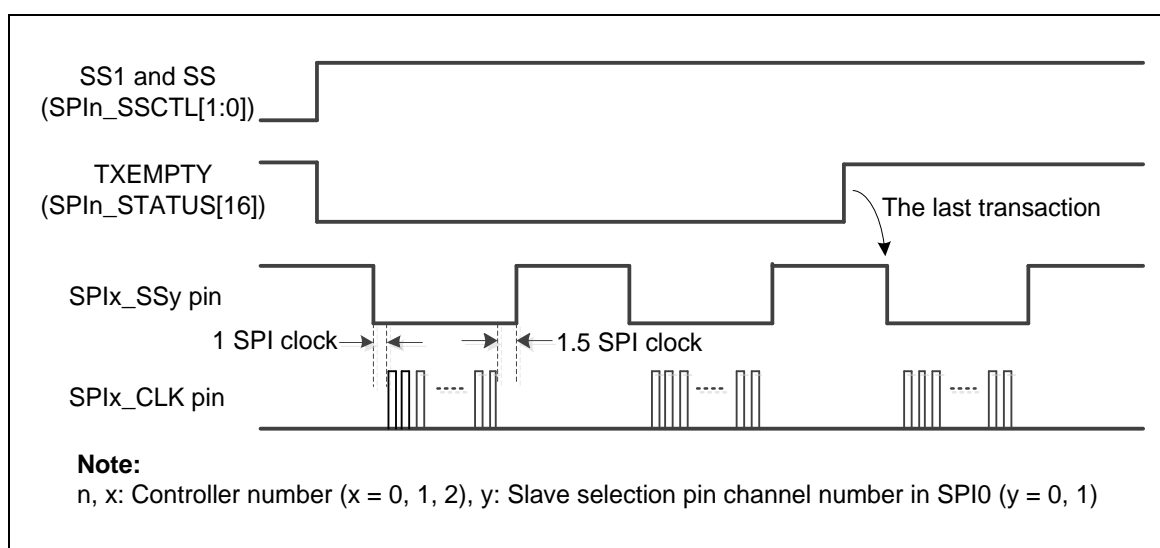 SS1 and SS
(SPIn_SSCTL[1:0])
TXEMPTY
(SPIn_STATUS[16])
The last transaction
SPIx_SSy pin
1 SPI clock
1.5 SPI clock
SPIx_CLK pin
Note:
n, x: Controller number (x = 0, 1, 2), y: Slave selection pin channel number in SPI0 (y = 0, 1)